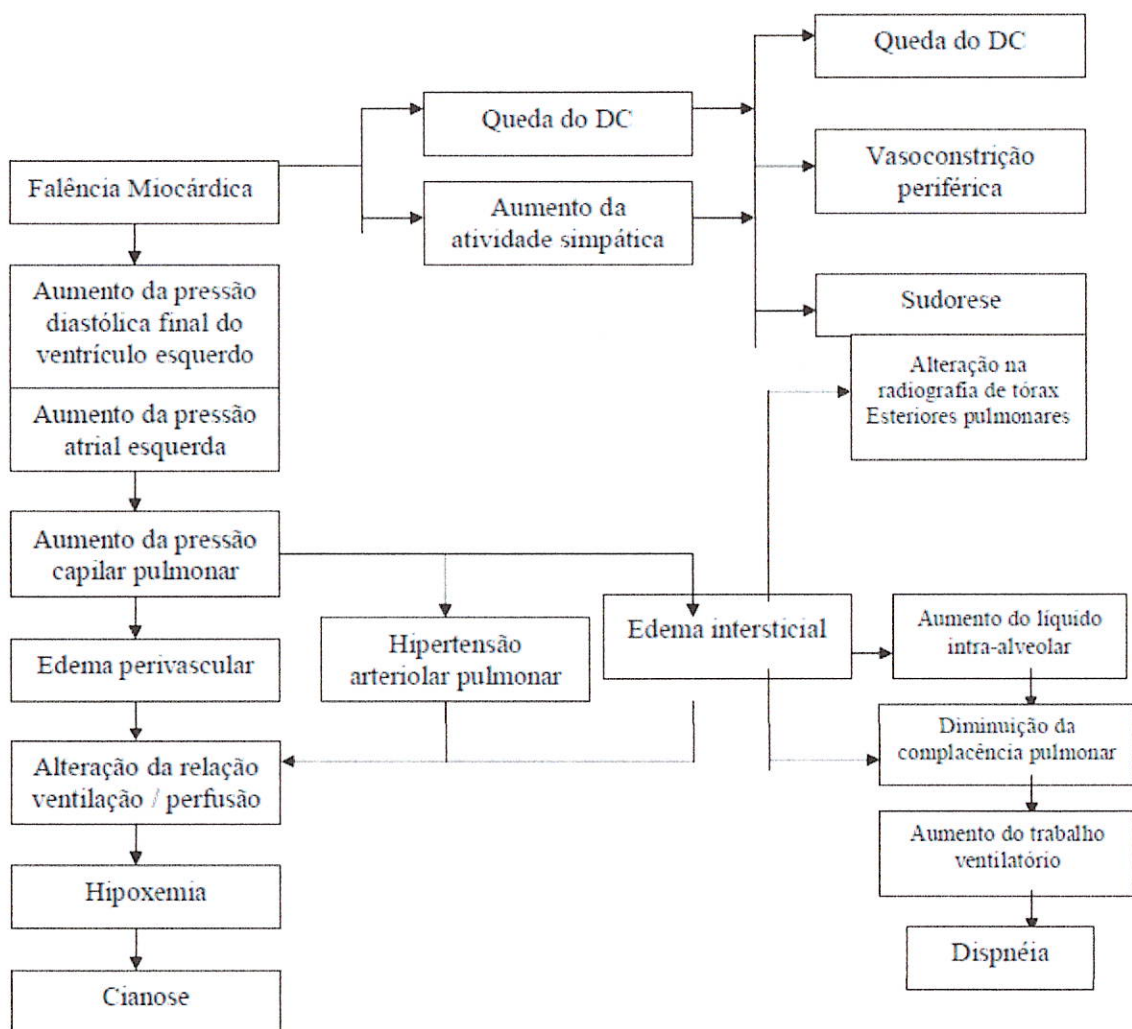 Queda do DC
Queda do DC
Falência Miocárdica
Vasoconstrição
periférica
Aumento da
atividade simpática
Aumento da pressão
diastólica final do
ventrículo esquerdo
Sudorese
Alteração na
radiografia de tórax
Esteriores pulmonares
Aumento da pressão
atrial esquerda
Aumento da pressão
capilar pulmonar
Edema perivascular
Hipertensão
arteriolar pulmonar
Edema intersticial
Aumento do líquido
intra-alveolar
Diminuição da
complacência pulmonar
Alteração da relação
ventilação / perfusão
Aumento do trabalho
ventilatório
Hipoxemia
Dispnéia
Cianose